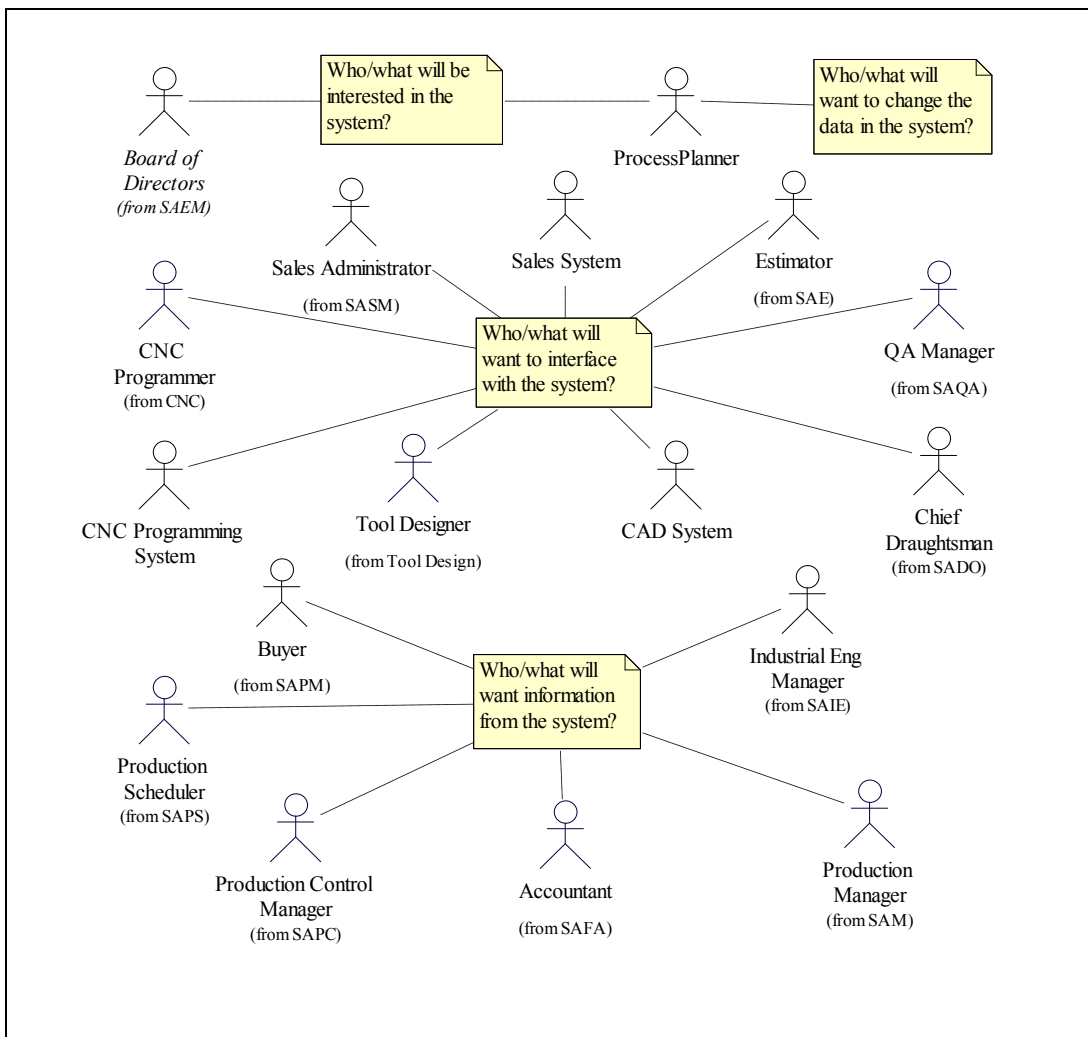 Who/what will be
interested in the
system?
Who/what will
want to change the
data in the system?
Board of
Directors
(from SAEM)
ProcessPlanner
Sales Administrator
(from SASM)
Sales System
Estimator
(from SAE)
CNC
Programmer
(from CNC)
Who/what will
want to interface
with the system?
QA Manager
(from SAQA)
CNC Programming
System
Tool Designer
(from Tool Design)
CAD System
Chief
Draughtsman
(from SADO)
Buyer
(from SAPM)
Who/what will
want information
from the system?
Industrial Eng
Manager
(from SAIE)
Production
Scheduler
(from SAPS)
Production Control
Manager
(from SAPC)
Accountant
(from SAFA)
Production
Manager
(from SAM)